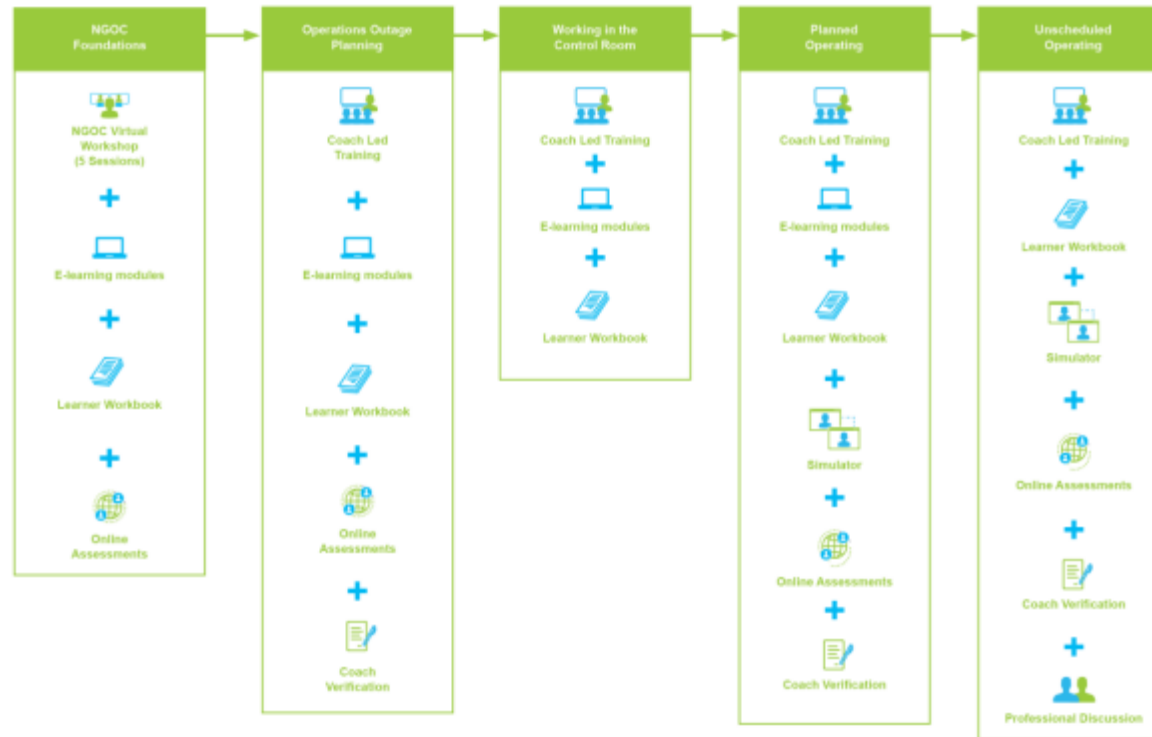 NGOC
Foundations
NGOC Virtual
Workshop
(5 Sessions)
E-learning modules
Learner Workbook
Online
Assessments
Operations Outage
Planning
Coach Led
Training
E-learning modules
Learner Workbook
Online
Assessments
Coach
Verification
Working in the
Control Room
Coach Led Training
E-learning modules
Learner Workbook
Planned
Operating
Coach Led Training
E-learning modules
Learner Workbook
Simulator
Online Assessments
Coach Verification
Unscheduled
Operating
Coach Led Training
Learner Workbook
Simulator
Online Assessments
Coach Verification
Professional Discussion